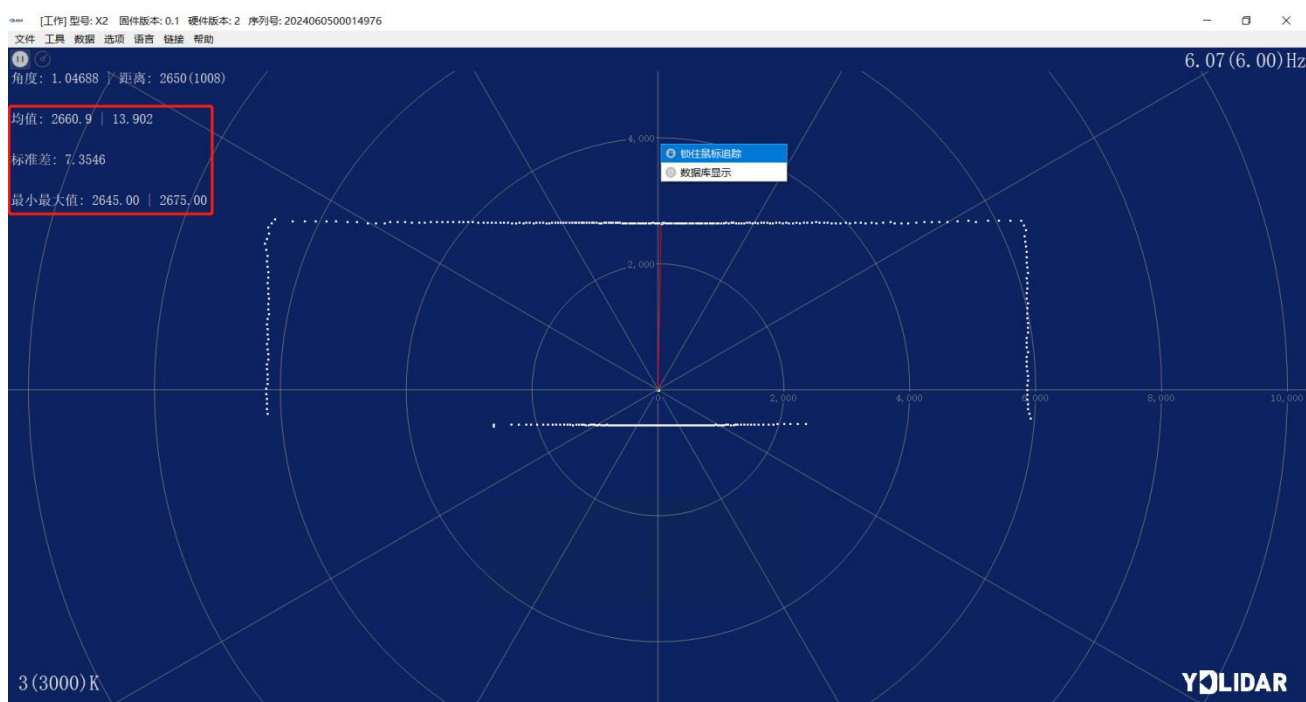 [工作] 型号: X2 固件版本: 0.1 硬件版本: 2 序列号: 2024060500014976
文件 工具 数据 选项 语言 链接 帮助
6.07(6.00)Hz
角度: 1.04688 | 距离: 2650(1008)
均值: 2660.9 | 13.902
标准差: 7.3546
最小最大值: 2645.00 | 2675.00
4,000
锁住鼠标追踪
数据库显示
2,000
0
2,000
4,000
6,000
8,000
10,000
3(3000)K
YDLIDAR